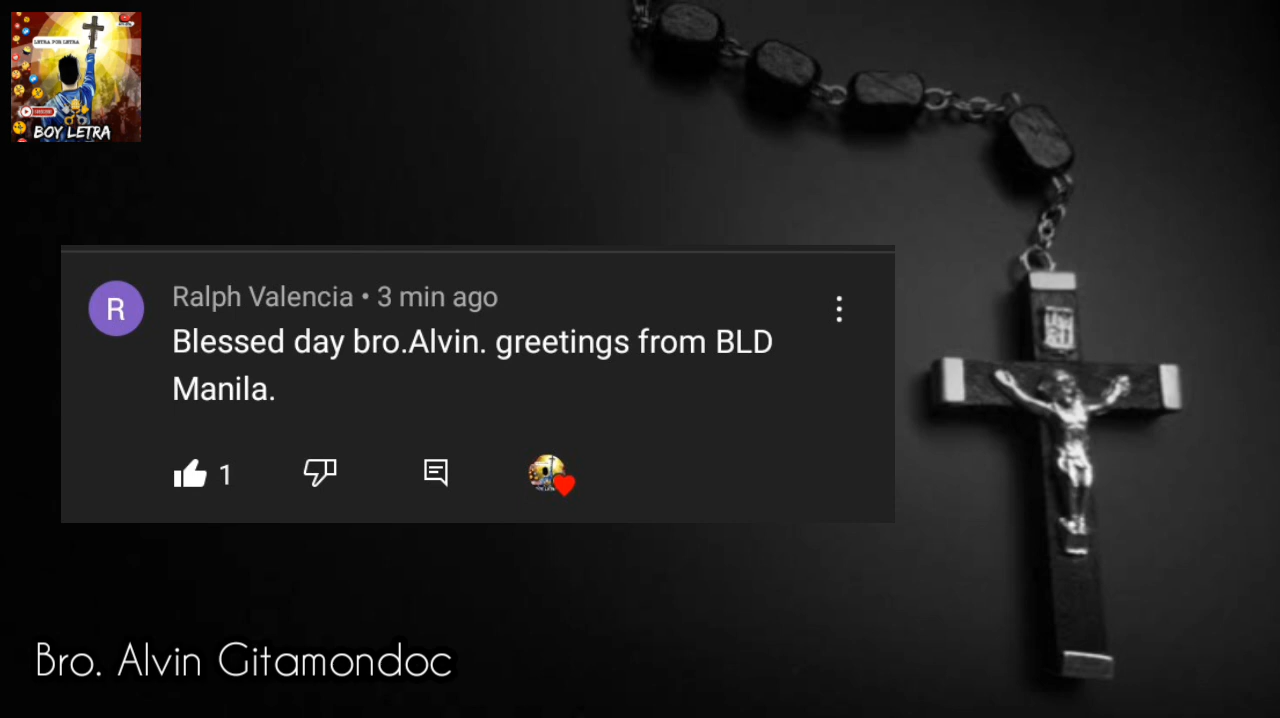 LETRA POR LETRA
BOY LETRA
R
Ralph Valencia • 3 min ago
Blessed day bro.Alvin. greetings from BLD
Manila.
1
Bro. Alvin Gitamondoc